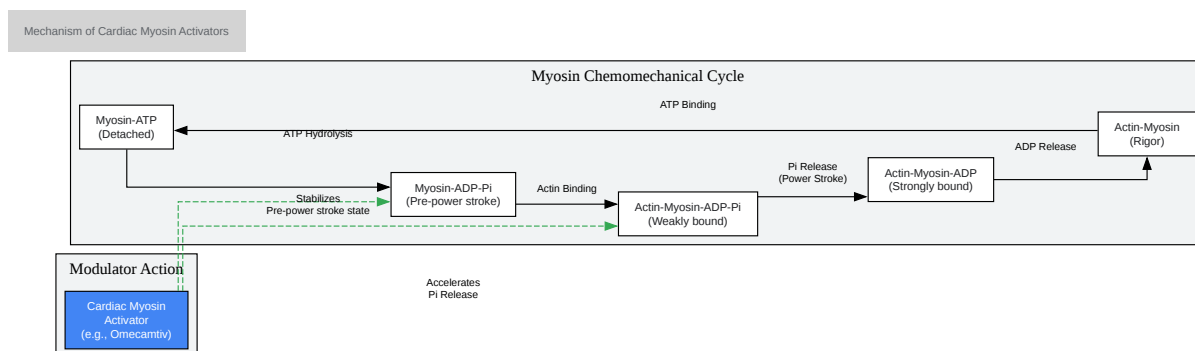 Mechanism of Cardiac Myosin Activators
Myosin Chemomechanical Cycle
ATP Binding
Myosin-ATP
(Detached)
ATP Hydrolysis
Actin-Myosin
(Rigor)
ADP Release
Pi Release
(Power Stroke)
Actin-Myosin-ADP
(Strongly bound)
Myosin-ADP-Pi
(Pre-power stroke)
Actin Binding
Stabilizes
Pre-power stroke state
Actin-Myosin-ADP-Pi
(Weakly bound)
Modulator Action
Accelerates
Pi Release
Cardiac Myosin
Activator
(e.g., Omecamtiv)